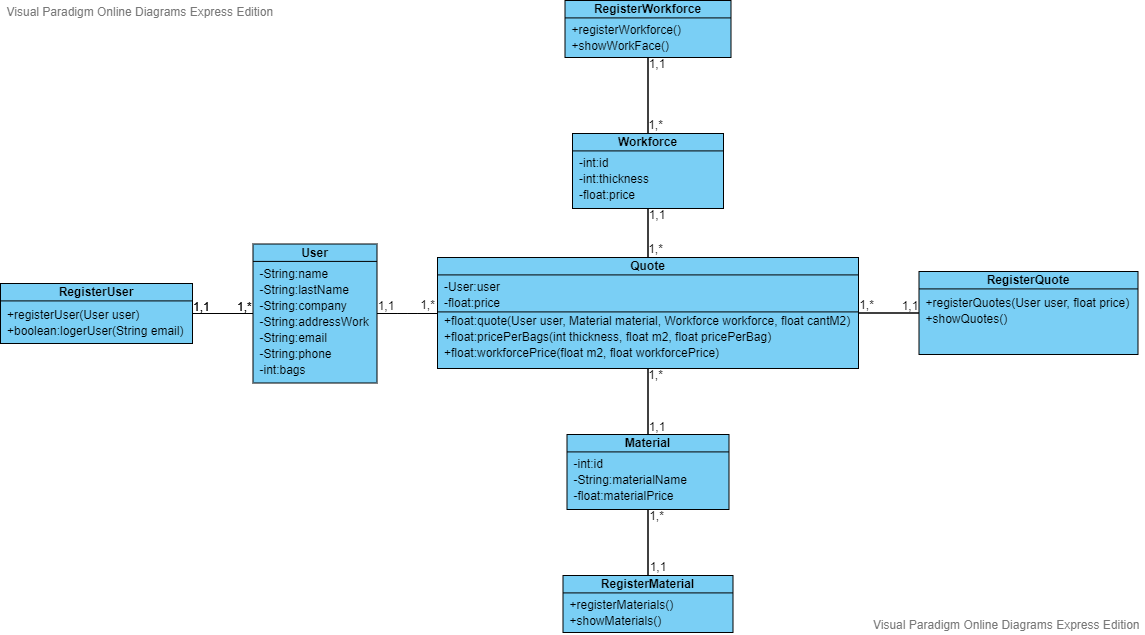 Visual Paradigm Online Diagrams Express Edition
RegisterWorkforce
+registerWorkforce()
+showWorkFace()
1,1
1,*
Workforce
-int:id
-int:thickness
-float:price
1,1
1,*
RegisterUser
+registerUser(User user)
+boolean:logerUser(String email)
1,1
1,*
User
-String:name
-String:lastName
-String:company
-String:addressWork
-String:email
-String:phone
-int:bags
1,1
1,*
Quote
-User:user
-float:price
+float:quote(User user, Material material, Workforce workforce, float cantM2)
+float:pricePerBags(int thickness, float m2, float pricePerBag)
+float:workforcePrice(float m2, float workforcePrice)
1,*
1,1
RegisterQuote
+registerQuotes(User user, float price)
+showQuotes()
1,*
1,1
Material
-int:id
-String:materialName
-float:materialPrice
1,*
1,1
RegisterMaterial
+registerMaterials()
+showMaterials()
Visual Paradigm Online Diagrams Express Edition